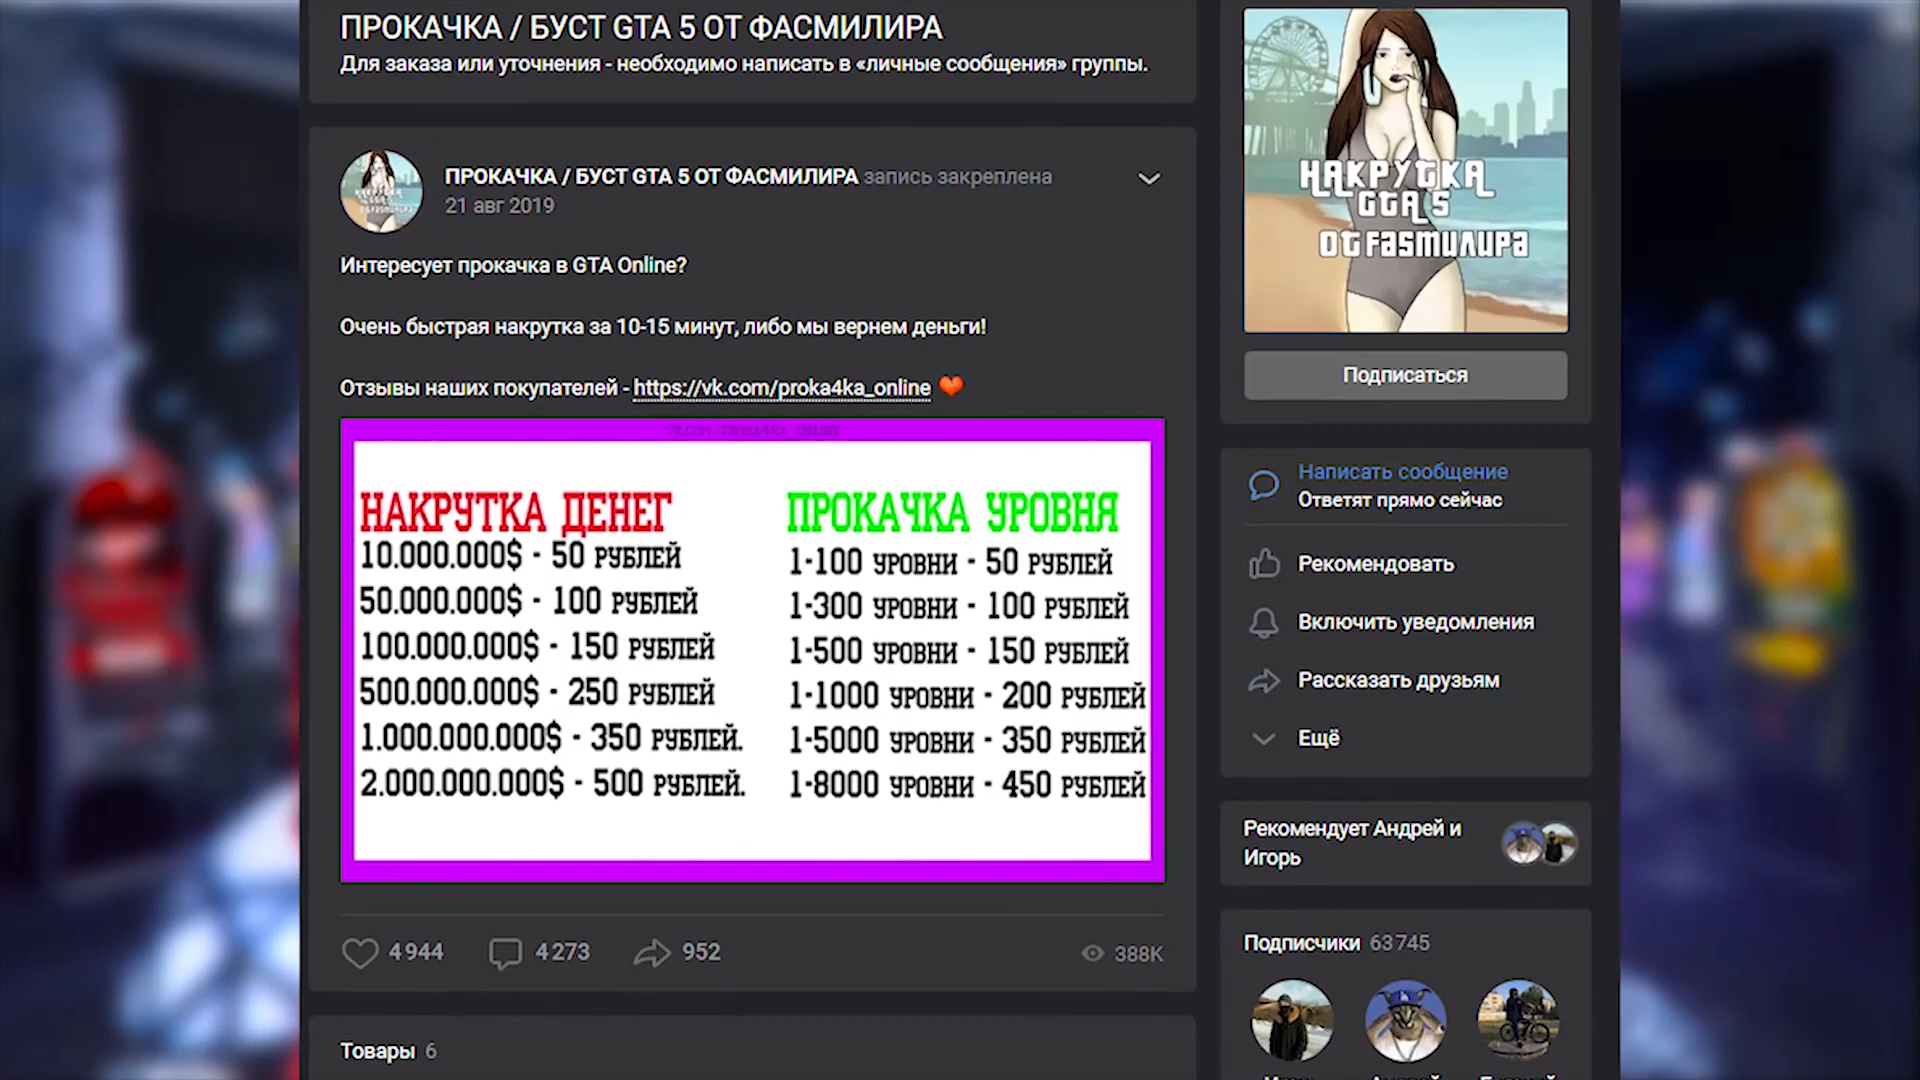 ПРОКАЧКА / БУСТ GTA 5 ОТ ФАСМИЛИРА
Для заказа или уточнения - необходимо написать в «личные сообщения» группы.
ПРОКАЧКА / БУСТ GTA 5 ОТ ФАСМИЛИРА запись закреплена
21 авг 2019
Интересует прокачка в GTA Online?
Очень быстрая накрутка за 10-15 минут, либо мы вернем деньги!
Отзывы наших покупателей - https://vk.com/proka4ka_online
НАКРУТКА ДЕНЕГ
10.000.000$ - 50 РУБЛЕЙ
50.000.000$ - 100 РУБЛЕЙ
100.000.000$ - 150 РУБЛЕЙ
500.000.000$ - 250 РУБЛЕЙ
1.000.000.000$ - 350 РУБЛЕЙ.
2.000.000.000$ - 500 РУБЛЕЙ.
ПРОКАЧКА УРОВНЯ
1-100 УРОВНИ - 50 РУБЛЕЙ
1-300 УРОВНИ - 100 РУБЛЕЙ
1-500 УРОВНИ - 150 РУБЛЕЙ
1-1000 УРОВНИ - 200 РУБЛЕЙ
1-5000 УРОВНИ - 350 РУБЛЕЙ
1-8000 УРОВНИ - 450 РУБЛЕЙ
4 944 4 273 952 388K
Товары 6
НАКРУТКА
GTA 5
ОТ FASМИЛИРА
Подписаться
Написать сообщение
Ответят прямо сейчас
Рекомендовать
Включить уведомления
Рассказать друзьям
Ещё
Рекомендует Андрей и
Игорь
Подписчики 63 745